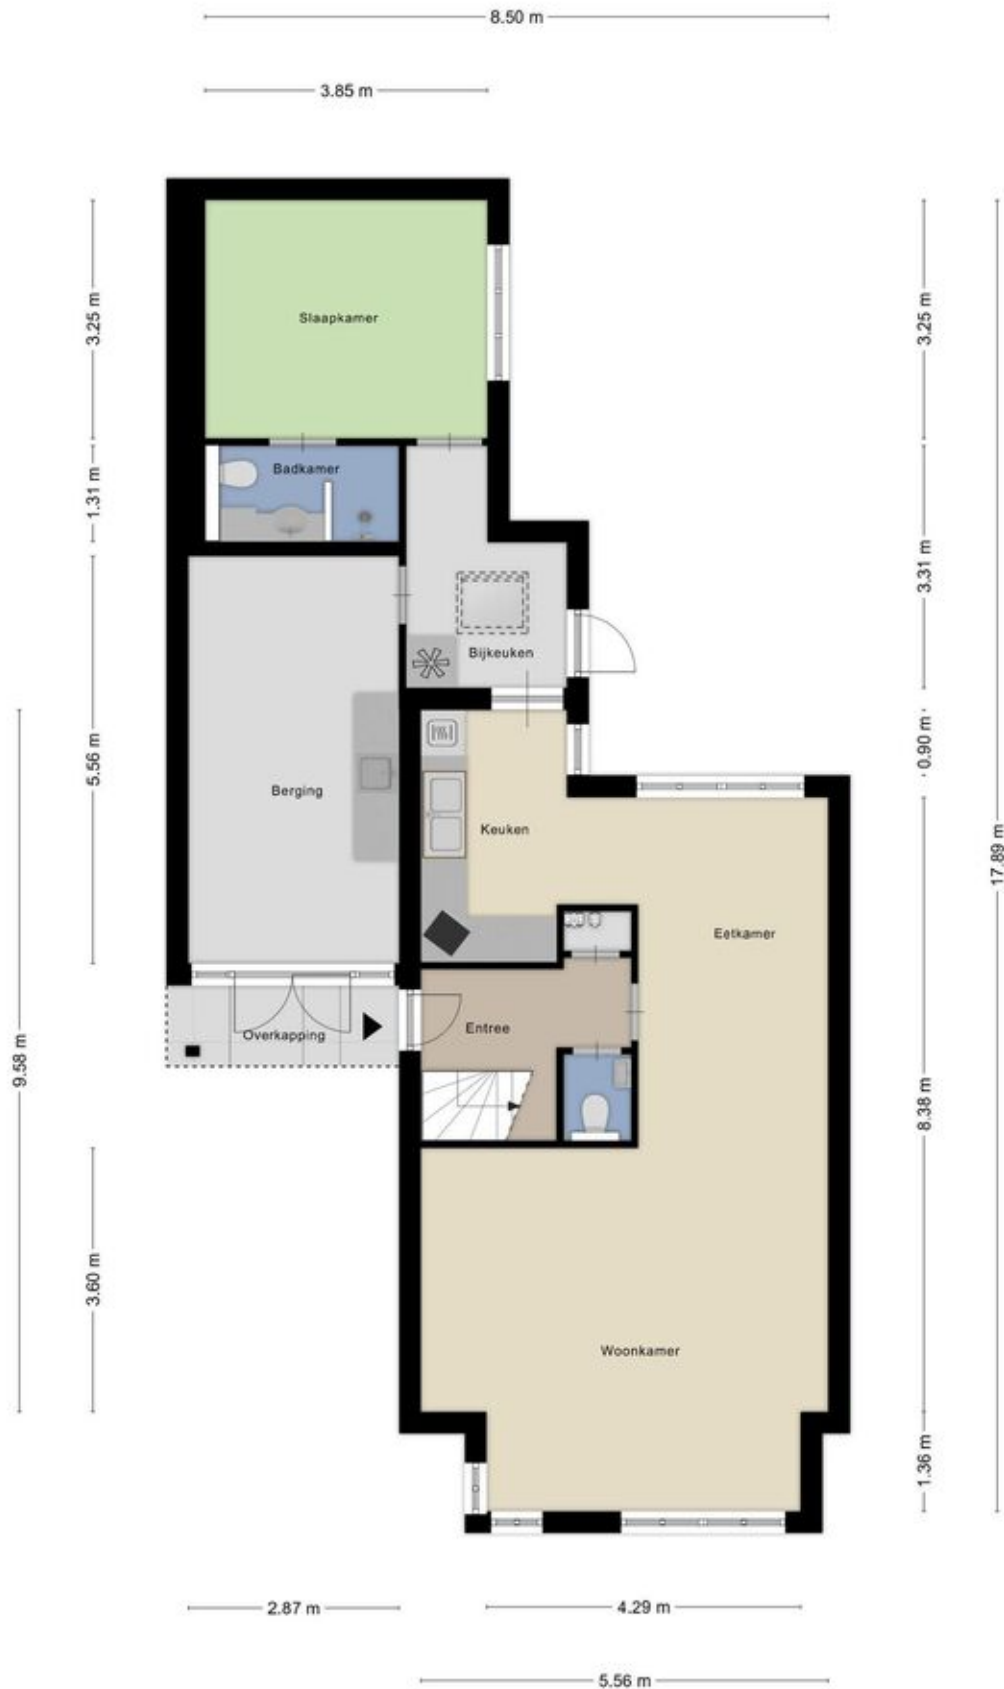 8.50 m
3.85 m
3.25 m
3.25 m
Slaapkamer
Badkamer
1.31 m
3.31 m
Bijkeuken
0.90 m
5.56 m
Berging
Keuken
17.89 m
Eetkamer
Entree
Overkapping
9.58 m
8.38 m
3.60 m
Woonkamer
1.36 m
2.87 m
4.29 m
5.56 m